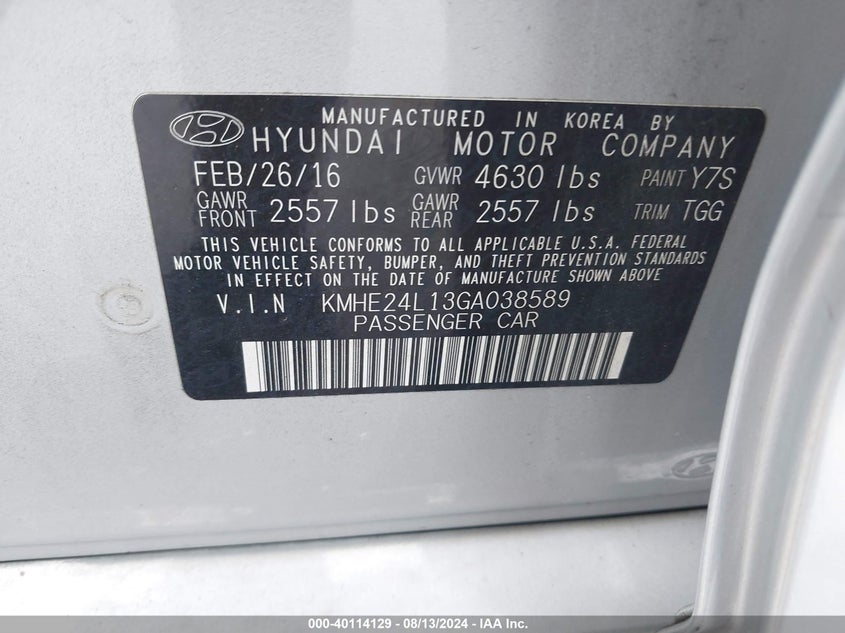 MANUFACTURED IN KOREA BY
HYUNDAI MOTOR COMPANY
FEB/26/16 GVWR 4630 lbs PAINT Y7S
GAWR FRONT 2557 lbs GAWR REAR 2557 lbs TRIM TGG
THIS VEHICLE CONFORMS TO ALL APPLICABLE U.S.A. FEDERAL
MOTOR VEHICLE SAFETY, BUMPER, AND THEFT PREVENTION STANDARDS
IN EFFECT ON THE DATE OF MANUFACTURE SHOWN ABOVE
V.I.N KMHE24L13GA038589
PASSENGER CAR
000-40114129 - 08/13/2024 - IAA Inc.